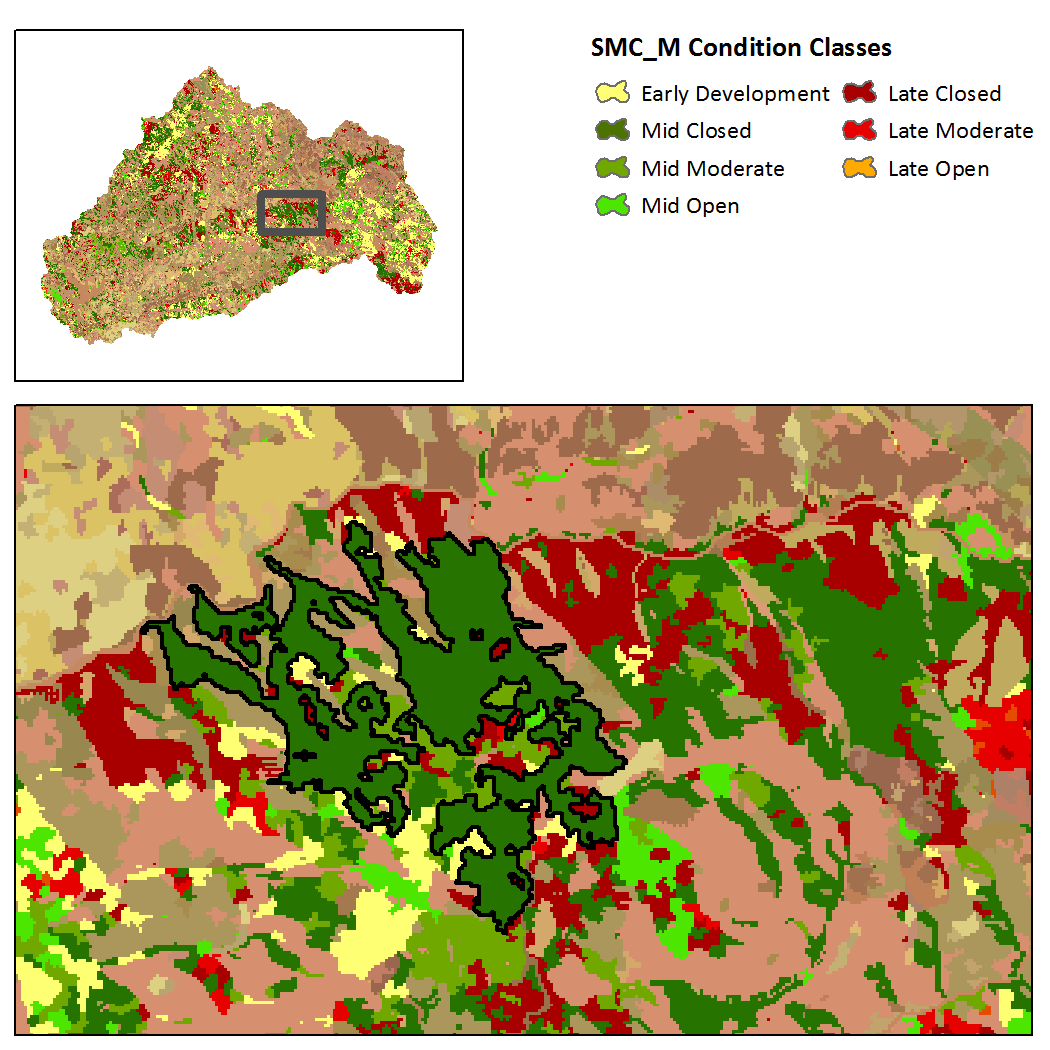 SMC_M Condition Classes
Early Development
Late Closed
Mid Closed
Late Moderate
Mid Moderate
Late Open
Mid Open